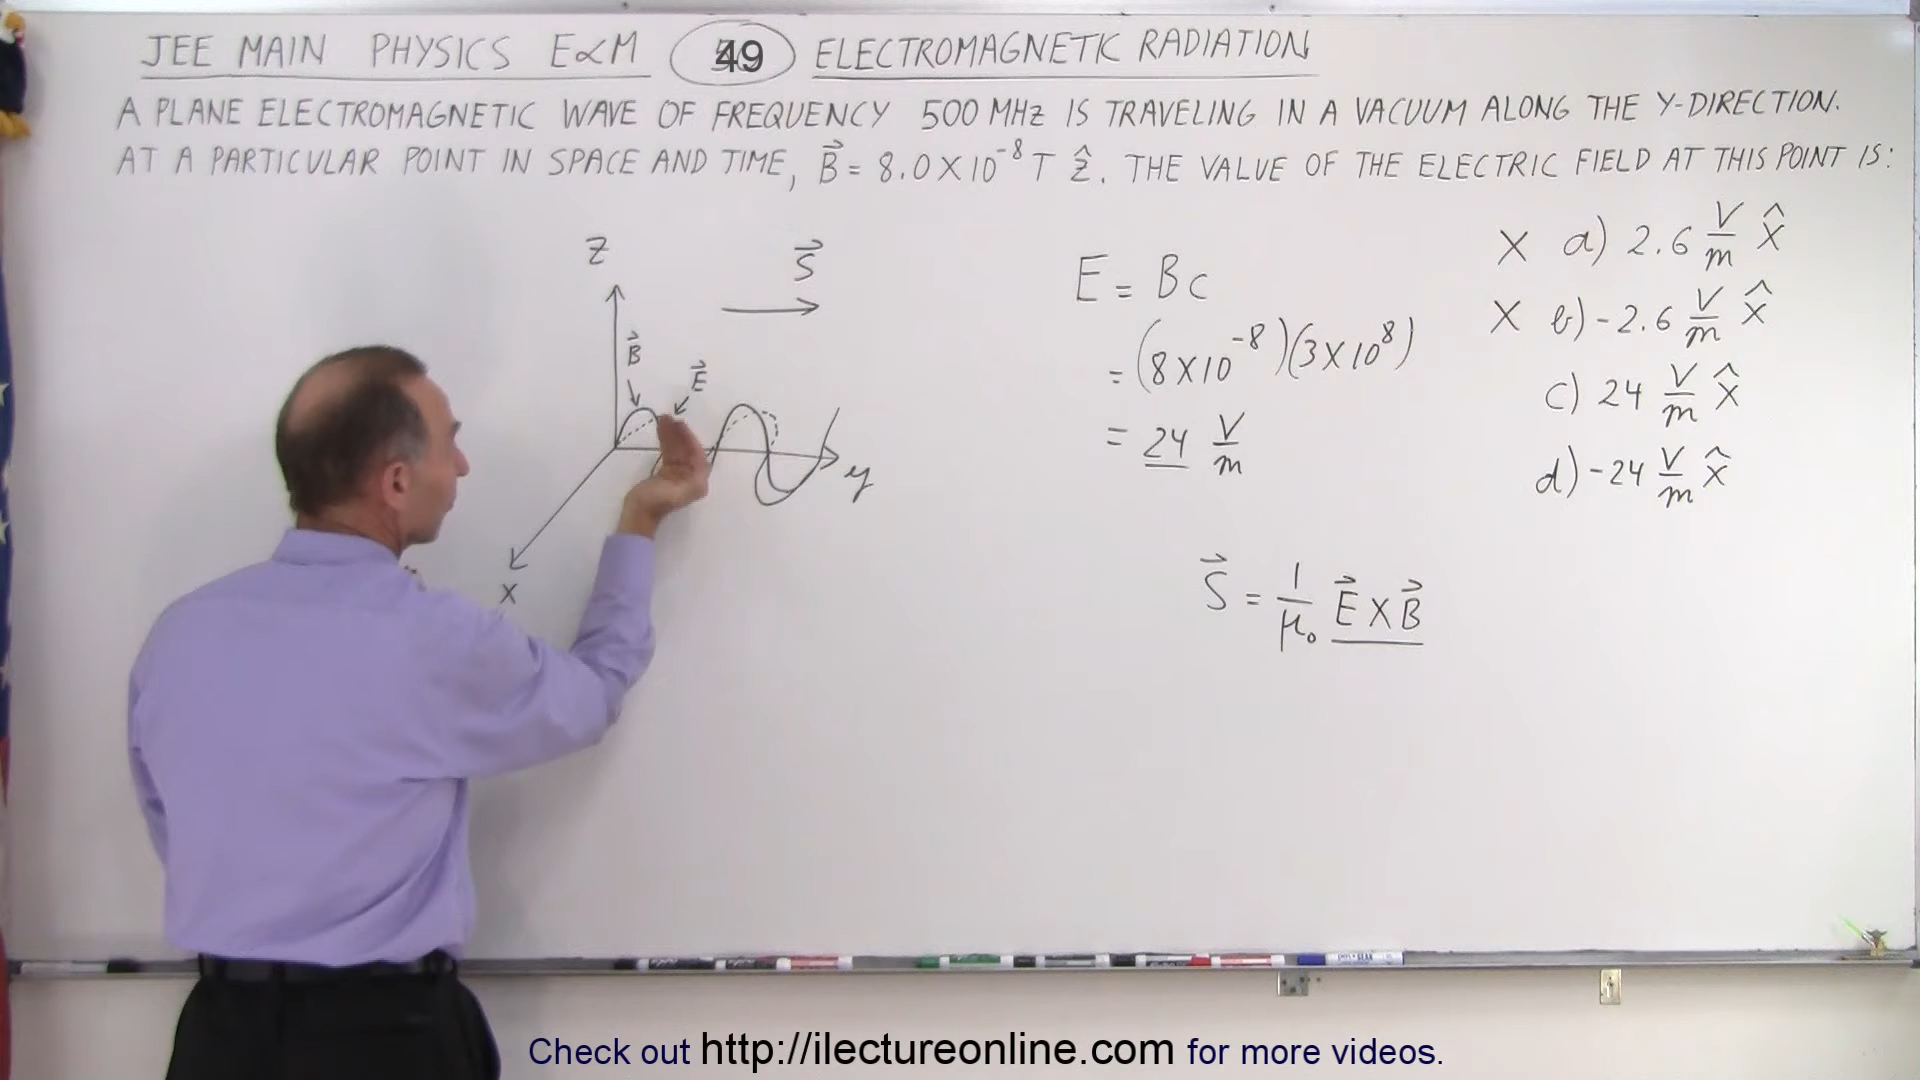 JEE MAIN PHYSICS E∝M 49 ELECTROMAGNETIC RADIATION
A PLANE ELECTROMAGNETIC WAVE OF FREQUENCY 500 MHz IS TRAVELING IN A VACUUM ALONG THE Y-DIRECTION.
AT A PARTICULAR POINT IN SPACE AND TIME, B⃗ = 8.0 X 10⁻⁸ T ẑ. THE VALUE OF THE ELECTRIC FIELD AT THIS POINT IS:
Z
S⃗
B⃗
E⃗
y
X
E = Bc
= (8 X 10⁻⁸)(3 X 10⁸)
= 24 V/m
S⃗ = 1/μ₀ E⃗ X B⃗
X a) 2.6 V/m x̂
X b) -2.6 V/m x̂
c) 24 V/m x̂
d) -24 V/m x̂
Check out http://ilectureonline.com for more videos.